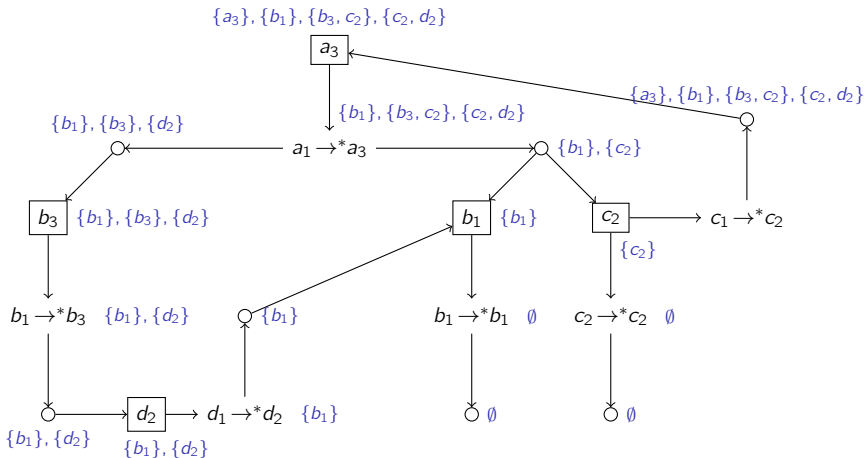 {a₃}, {b₁}, {b₃, c₂}, {c₂, d₂}
a₃
{a₃}, {b₁}, {b₃, c₂}, {c₂, d₂}
{b₁}, {b₃, c₂}, {c₂, d₂}
{b₁}, {b₃}, {d₂}
a₁ →* a₃
{b₁}, {c₂}
b₃
{b₁}, {b₃}, {d₂}
b₁
{b₁}
c₂
c₁ →* c₂
{c₂}
b₁ →* b₃
{b₁}, {d₂}
{b₁}
b₁ →* b₁
∅
c₂ →* c₂
∅
d₂
d₁ →* d₂
{b₁}
∅
∅
{b₁}, {d₂}
{b₁}, {d₂}